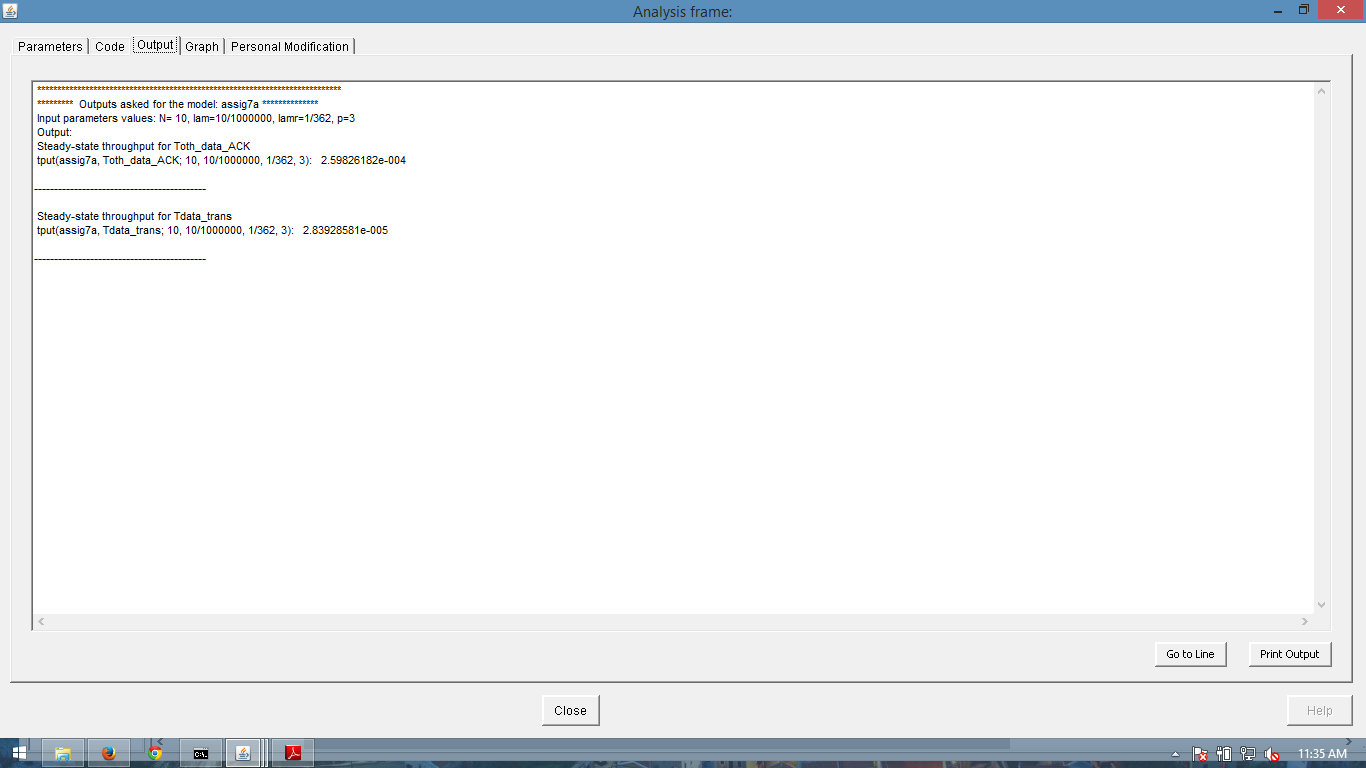 Analysis frame:
Parameters Code Output Graph Personal Modification
****************************************************************************
********* Outputs asked for the model: assig7a **************
Input parameters values: N= 10, lam=10/1000000, lamr=1/362, p=3
Output:
Steady-state throughput for Toth_data_ACK
tput(assig7a, Toth_data_ACK; 10, 10/1000000, 1/362, 3): 2.59826182e-004
-------------------------------------------
Steady-state throughput for Tdata_trans
tput(assig7a, Tdata_trans; 10, 10/1000000, 1/362, 3): 2.83928581e-005
-------------------------------------------
Go to Line Print Output
Close Help
C:\.
11:35 AM